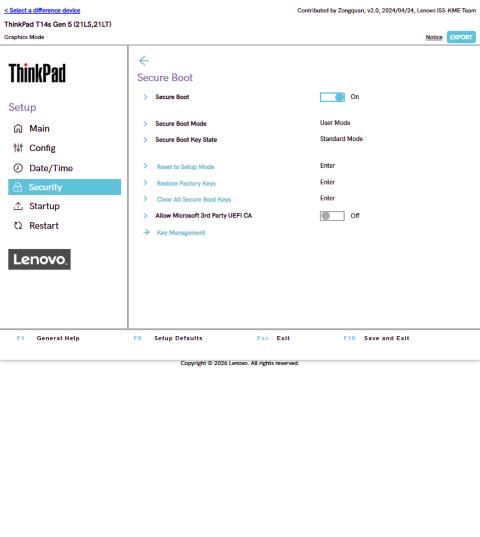 < Select a difference device
Contributed by Zongquan, v2.0, 2024/04/24, Lenovo ISS-KME Team
ThinkPad T14s Gen 5 (21LS,21LT)
Graphics Mode
Notice EXPORT
ThinkPad
Setup
Main
Config
Date/Time
Security
Startup
Restart
Lenovo.
Secure Boot
Secure Boot On
Secure Boot Mode User Mode
Secure Boot Key State Standard Mode
Reset to Setup Mode Enter
Restore Factory Keys Enter
Clear All Secure Boot Keys Enter
Allow Microsoft 3rd Party UEFI CA Off
Key Management
F1 General Help F9 Setup Defaults Esc Exit F10 Save and Exit
Copyright © 2026 Lenovo. All rights reserved.